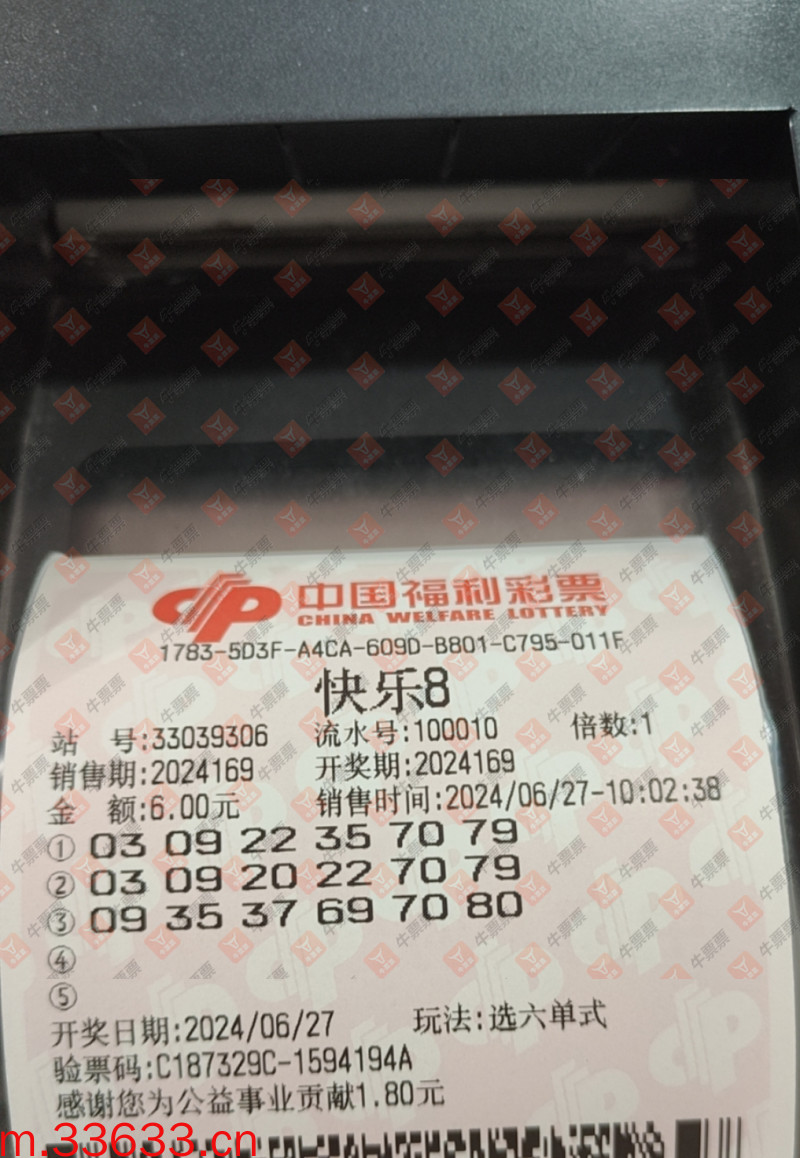 中国福利彩票
CHINA WELFARE LOTTERY
1783-5D3F-A4CA-609D-B801-C795-011F
快乐8
站 号:33039306 流水号:100010 倍数:1
销售期:2024169 开奖期:2024169
金 额:6.00元 销售时间:2024/06/27-10:02:38
① 03 09 22 35 70 79
② 03 09 20 22 70 79
③ 09 35 37 69 70 80
④
⑤
开奖日期:2024/06/27 玩法:选六单式
验票码:C187329C-1594194A
感谢您为公益事业贡献1.80元
m.33633.cn
牛票票